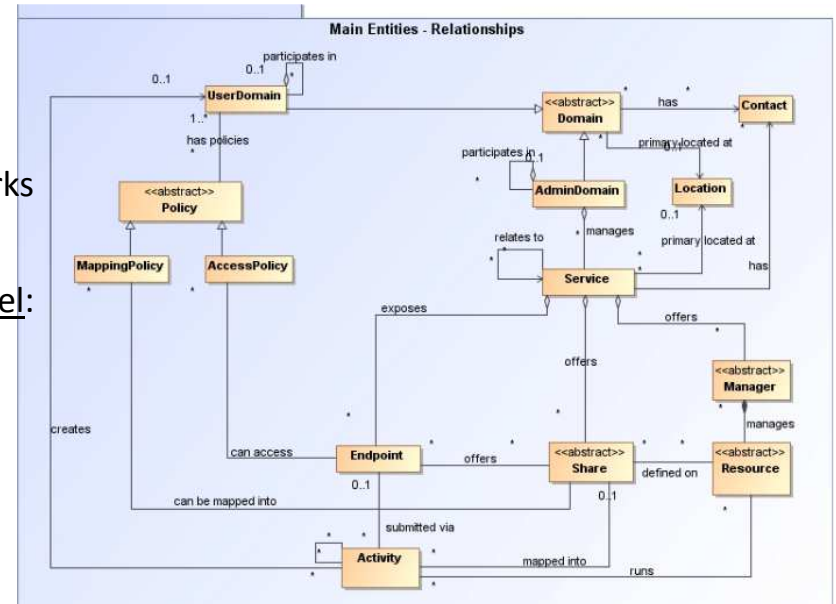 Main Entities - Relationships
participates in
0..1
0..1
*
UserDomain
1..*
has policies
*
<<abstract>>
Domain
*
*
has
Contact
*
*
primary located at
0..1
participates in
0..1
*
AdminDomain
Location
0..1
rks
<<abstract>>
Policy
*
manages
primary located at
relates to
*
*
*
*
Service
has
MappingPolicy
AccessPolicy
*
*
el:
exposes
offers
*
offers
<<abstract>>
Manager
*
*
manages
creates
*
can access
Endpoint
0..1
*
offers
*
<<abstract>>
Share
0..1
*
*
defined on
<<abstract>>
Resource
*
can be mapped into
submitted via
*
*
*
*
Activity
*
*
mapped into
runs
*